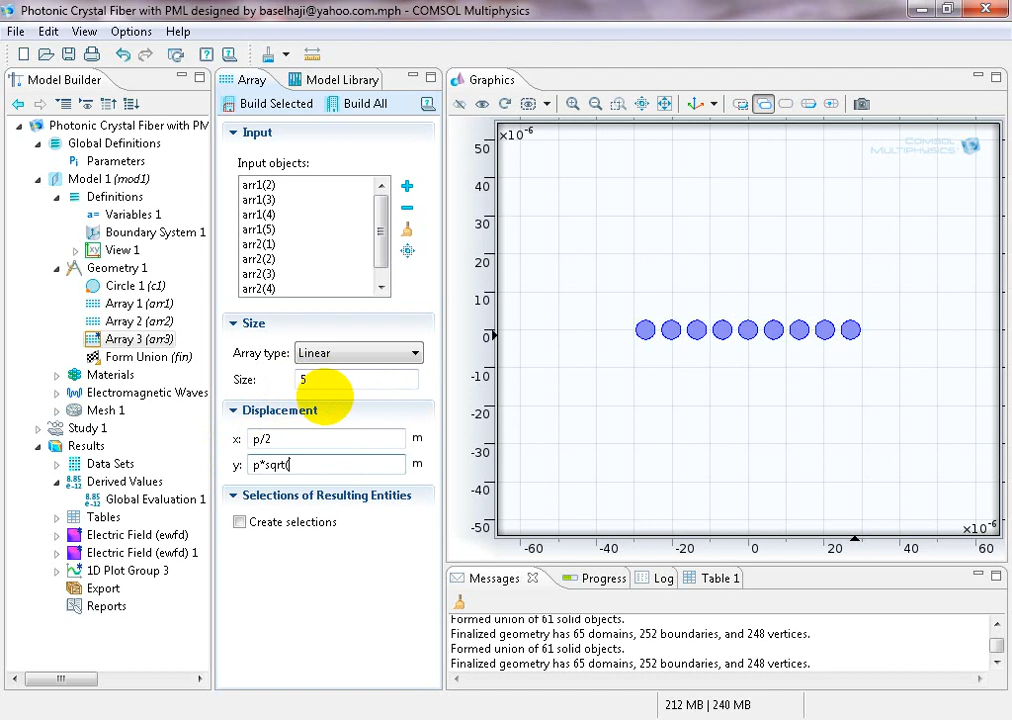 Photonic Crystal Fiber with PML designed by baselhaji@yahoo.com.mph - COMSOL Multiphysics
File Edit View Options Help
Model Builder
Array
Model Library
Graphics
Build Selected
Build All
Photonic Crystal Fiber with PM
Global Definitions
Pi Parameters
Model 1 (mod1)
Definitions
a= Variables 1
Boundary System 1
View 1
Geometry 1
Circle 1 (c1)
Array 1 (arr1)
Array 2 (arr2)
Array 3 (arr3)
Form Union (fin)
Materials
Electromagnetic Waves
Mesh 1
Study 1
Results
Data Sets
8.85
e-12
Derived Values
8.85
e-12
Global Evaluation 1
Tables
Electric Field (ewfd)
Electric Field (ewfd) 1
1D Plot Group 3
Export
Reports
Input
Input objects:
arr1(2)
arr1(3)
arr1(4)
arr1(5)
arr2(1)
arr2(2)
arr2(3)
arr2(4)
Size
Array type: Linear
Size: 5
Displacement
x: p/2 m
y: p*sqrt( m
Selections of Resulting Entities
Create selections
×10⁻⁶
COMSOL
MULTIPHYSICS
50
40
30
20
10
0
-10
-20
-30
-40
-50
×10⁻⁶
-60 -40 -20 0 20 40 60
Messages
Progress
Log
Table 1
Formed union of 61 solid objects.
Finalized geometry has 65 domains, 252 boundaries, and 248 vertices.
Formed union of 61 solid objects.
Finalized geometry has 65 domains, 252 boundaries, and 248 vertices.
212 MB | 240 MB